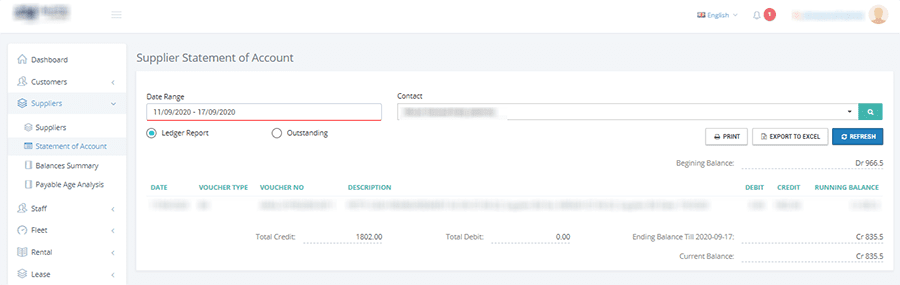 English
1
Dashboard
Customers
Suppliers
Suppliers
Statement of Account
Balances Summary
Payable Age Analysis
Staff
Fleet
Rental
Lease
Supplier Statement of Account
Date Range
Contact
11/09/2020 - 17/09/2020
Ledger Report Outstanding
PRINT EXPORT TO EXCEL REFRESH
Begining Balance: Dr 966.5
DATE VOUCHER TYPE VOUCHER NO DESCRIPTION DEBIT CREDIT RUNNING BALANCE
Total Credit: 1802.00 Total Debit: 0.00 Ending Balance Till 2020-09-17: Cr 835.5
Current Balance: Cr 835.5